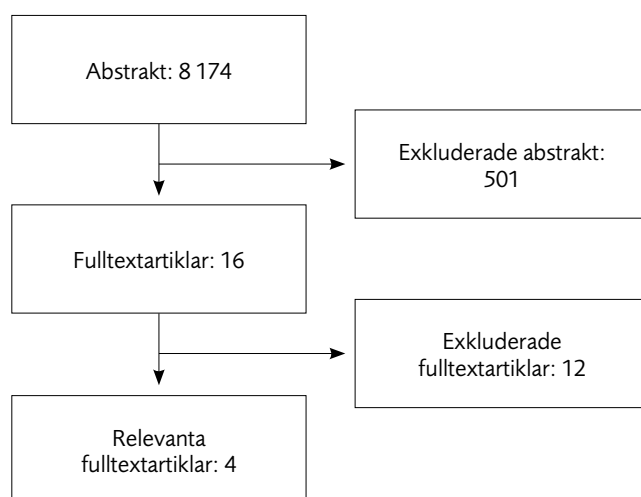 Abstrakt: 8 174
Exkluderade abstrakt:
501
Fulltextartiklar: 16
Exkluderade
fulltextartiklar: 12
Relevanta
fulltextartiklar: 4